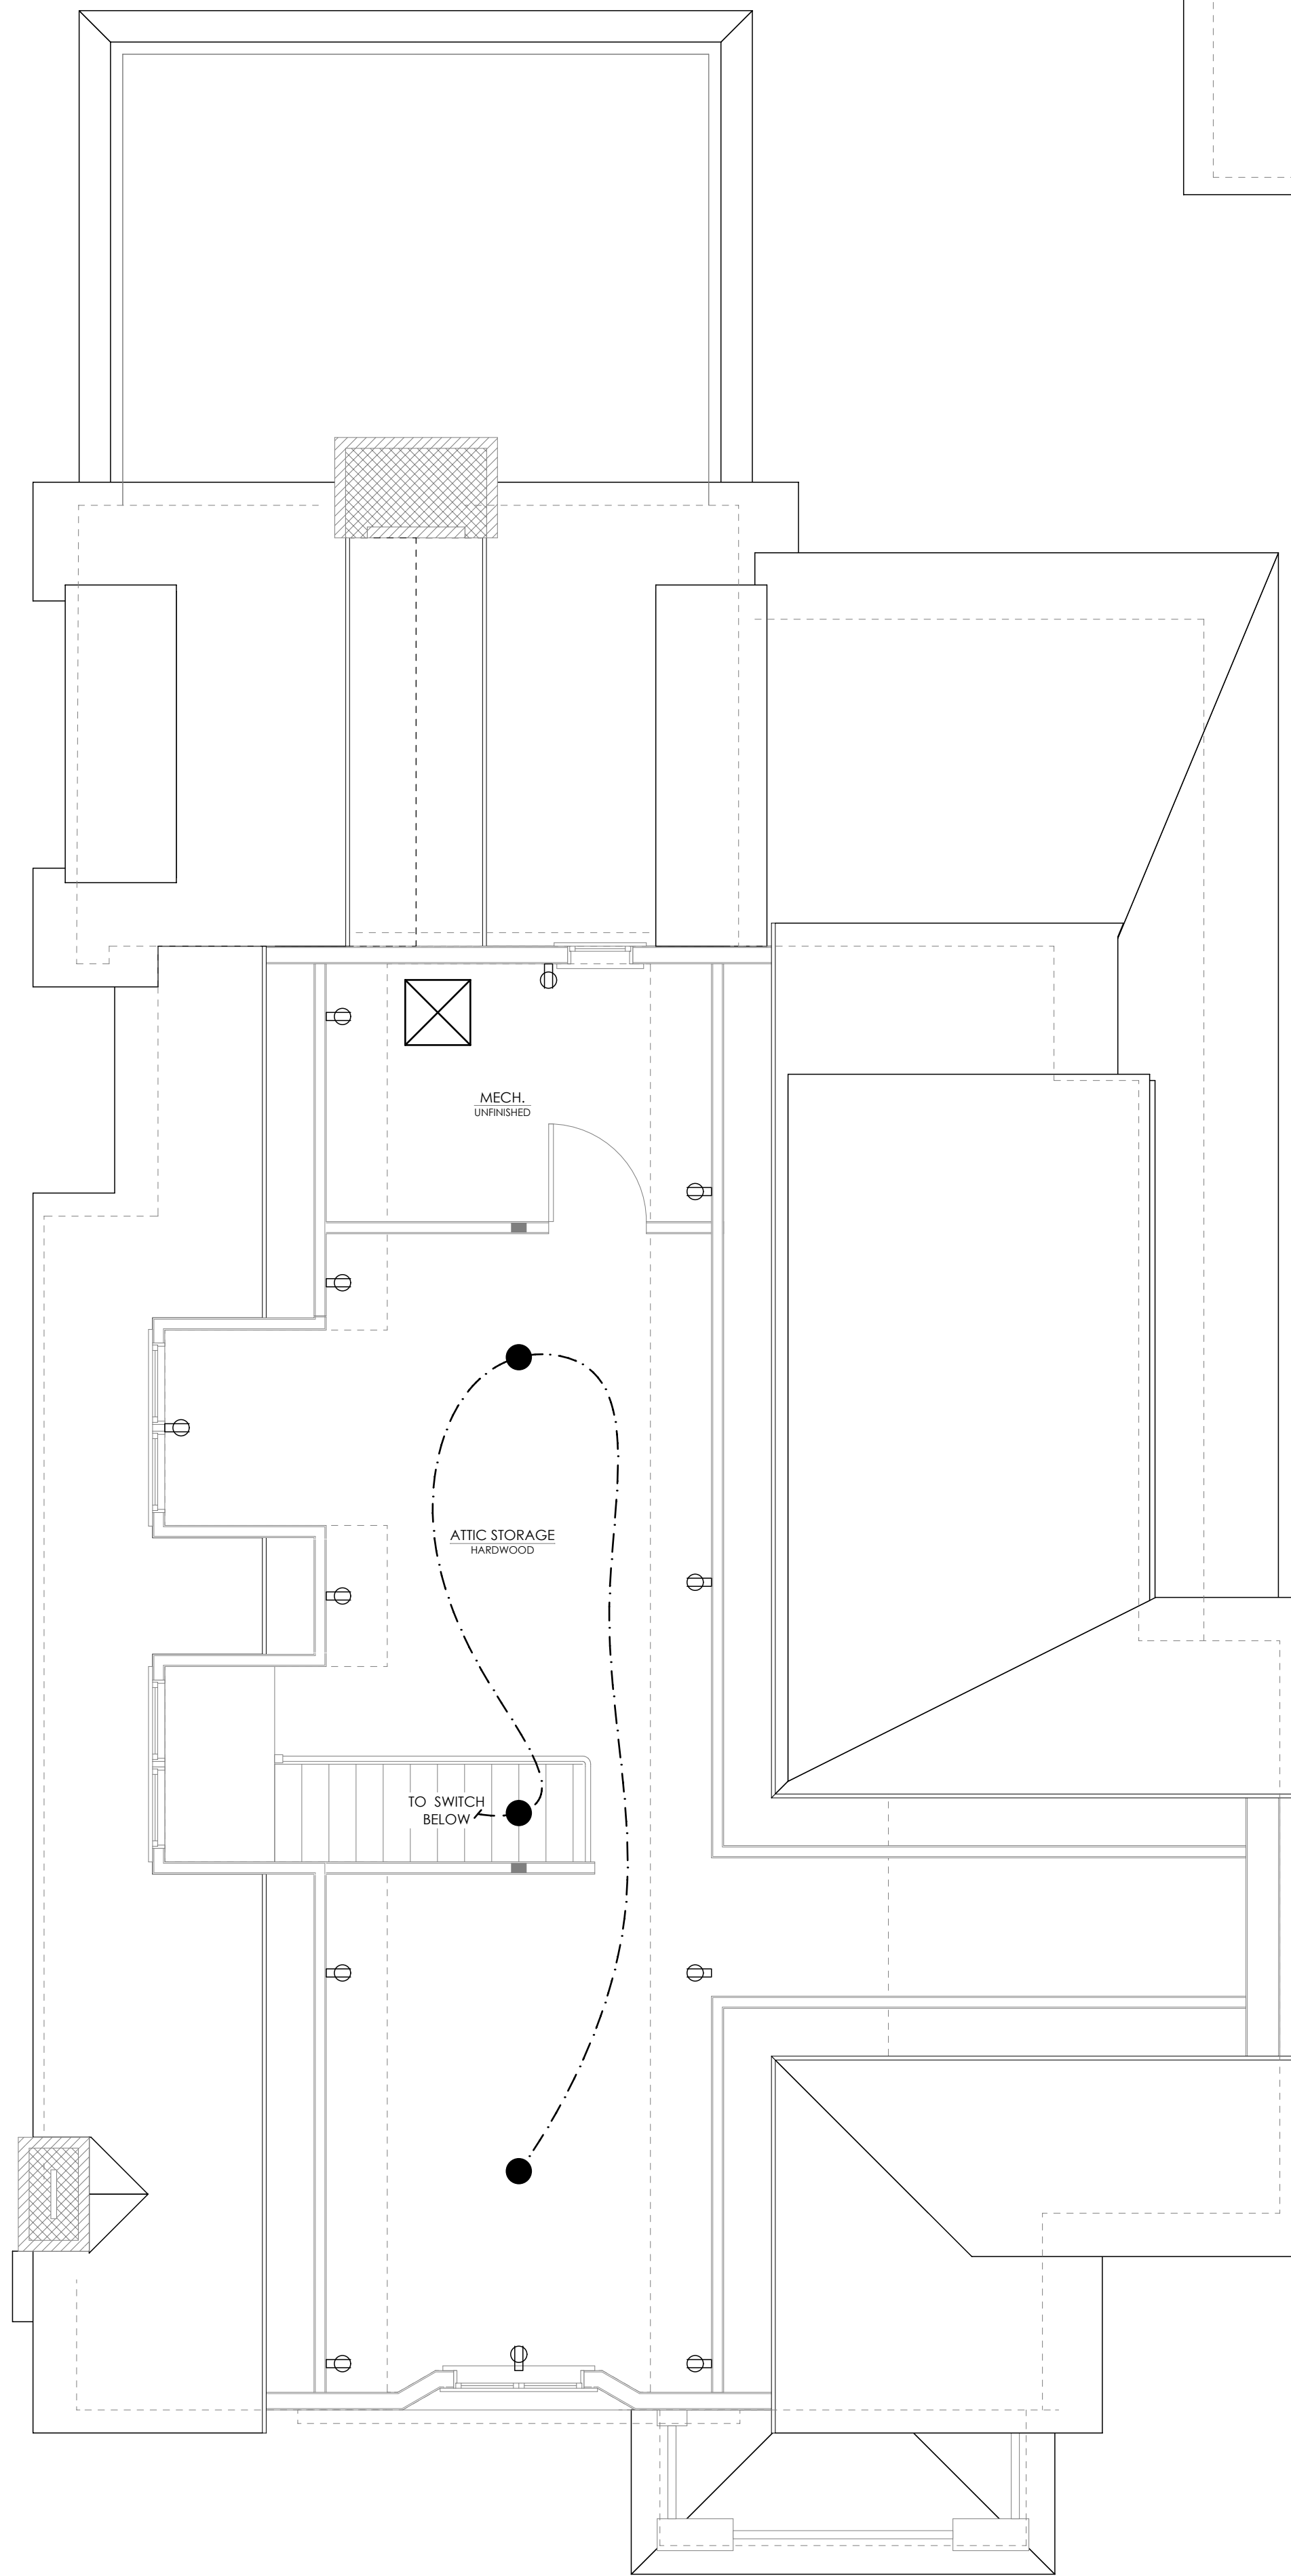 MECH.
UNFINISHED
ATTIC STORAGE
HARDWOOD
TO SWITCH
BELOW